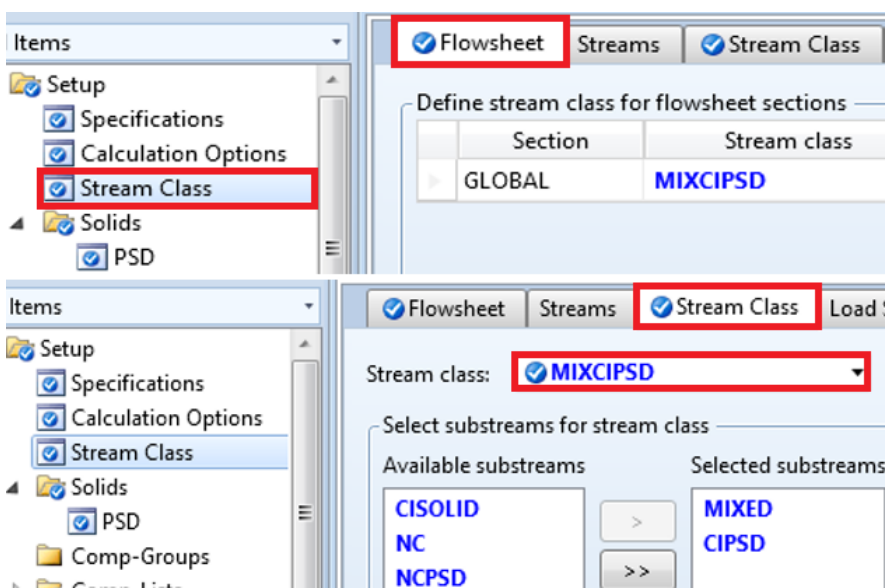 Items
Flowsheet Streams Stream Class
Setup
Specifications
Calculation Options
Stream Class
Solids
PSD
Define stream class for flowsheet sections
Section Stream class
GLOBAL MIXCIPSD
Items
Flowsheet Streams Stream Class Load
Setup
Specifications
Calculation Options
Stream Class
Solids
PSD
Comp-Groups
Stream class: MIXCIPSD
Select substreams for stream class
Available substreams Selected substreams
CISOLID MIXED
NC > CIPSD
NCPSD >>